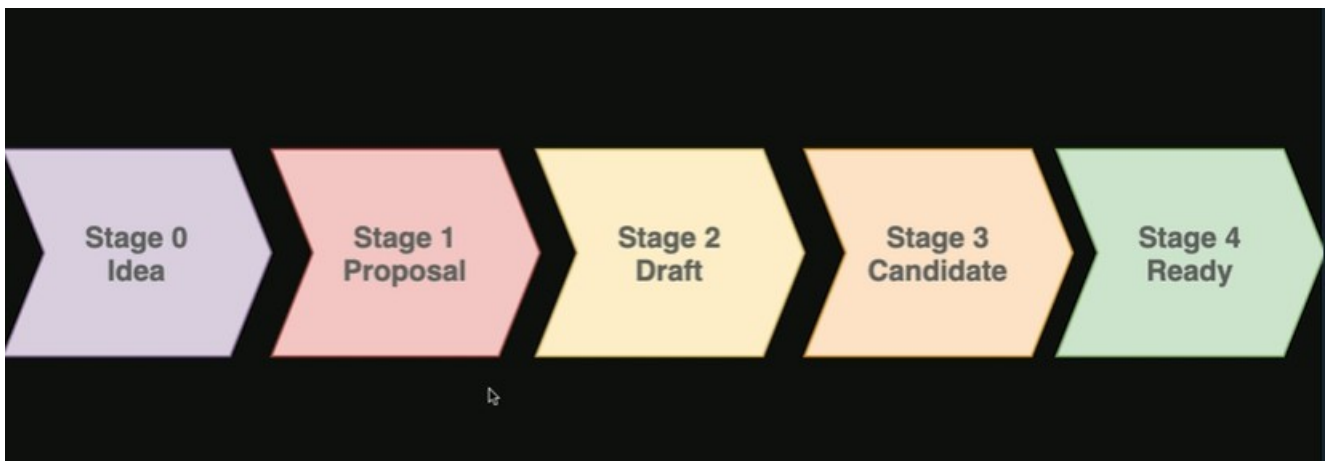 Stage 0
Idea
Stage 1
Proposal
Stage 2
Draft
Stage 3
Candidate
Stage 4
Ready